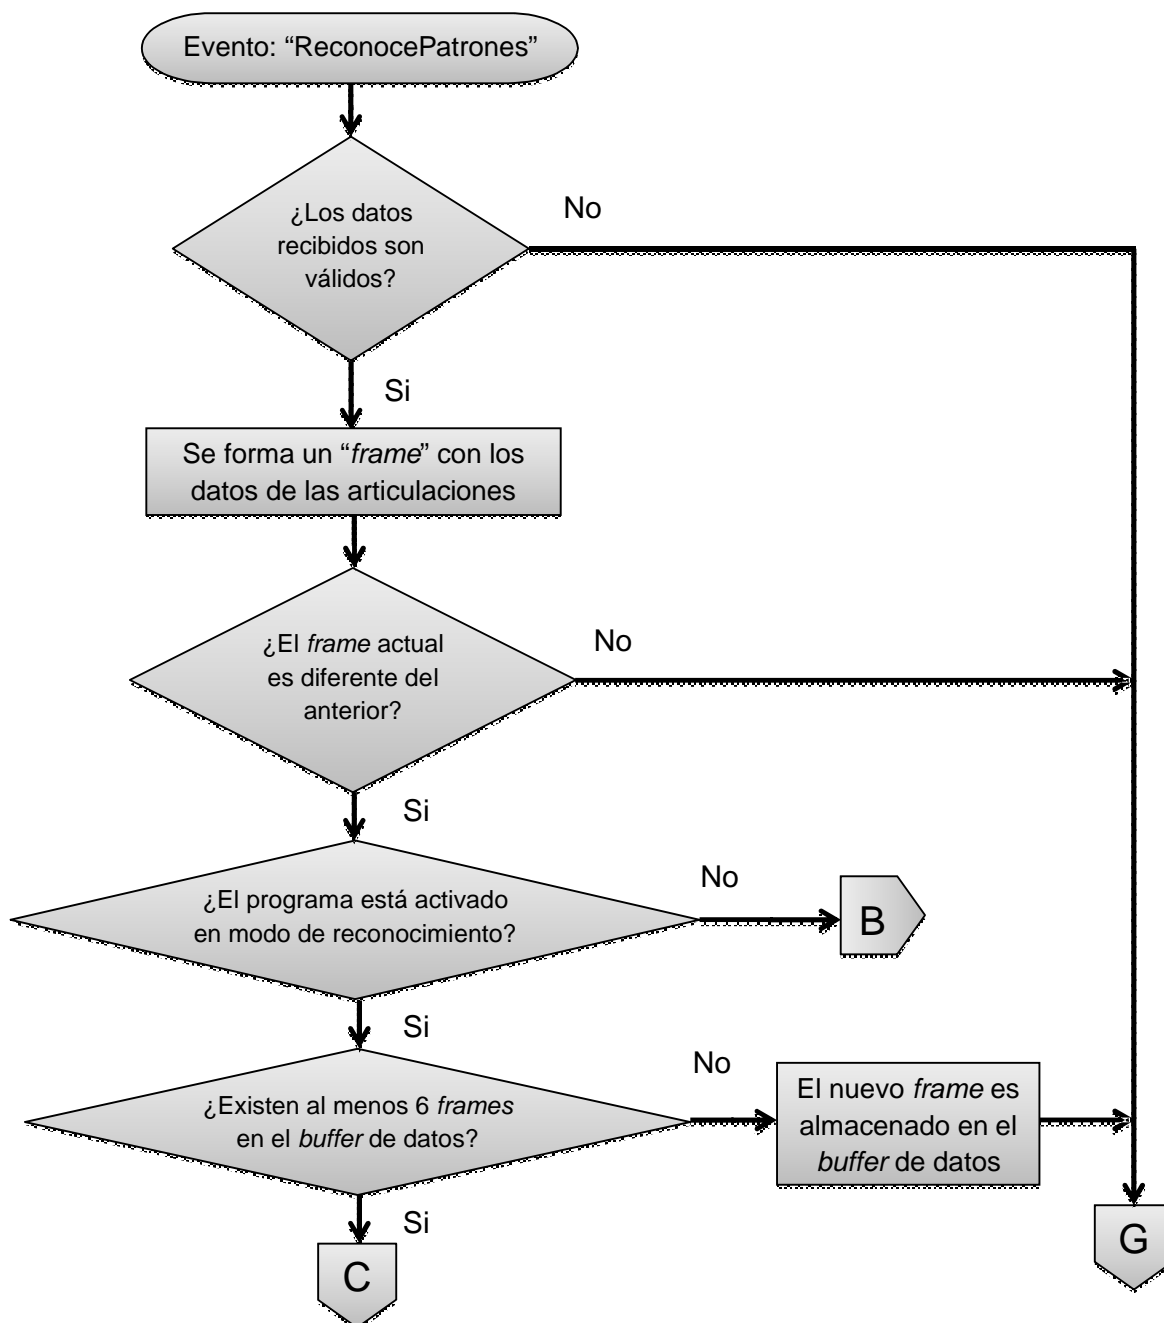 Evento: “ReconocePatrones”
¿Los datos
recibidos son
válidos?
No
Si
Se forma un “frame” con los
datos de las articulaciones
¿El frame actual
es diferente del
anterior?
No
Si
¿El programa está activado
en modo de reconocimiento?
No
B
Si
¿Existen al menos 6 frames
en el buffer de datos?
No
El nuevo frame es
almacenado en el
buffer de datos
Si
C
G